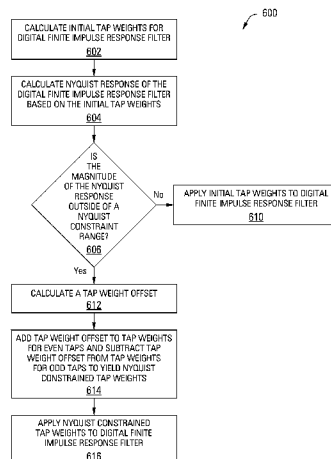 600
CALCULATE INITIAL TAP WEIGHTS FOR
DIGITAL FINITE IMPULSE RESPONSE FILTER
602
CALCULATE NYQUIST RESPONSE OF THE
DIGITAL FINITE IMPULSE RESPONSE FILTER
BASED ON THE INITIAL TAP WEIGHTS
604
IS
THE
MAGNITUDE
OF THE NYQUIST
RESPONSE
OUTSIDE OF A
NYQUIST
CONSTRAINT
RANGE?
606
No
APPLY INITIAL TAP WEIGHTS TO DIGITAL
FINITE IMPULSE RESPONSE FILTER
610
Yes
CALCULATE A TAP WEIGHT OFFSET
612
ADD TAP WEIGHT OFFSET TO TAP WEIGHTS
FOR EVEN TAPS AND SUBTRACT TAP
WEIGHT OFFSET FROM TAP WEIGHTS
FOR ODD TAPS TO YIELD NYQUIST
CONSTRAINED TAP WEIGHTS
614
APPLY NYQUIST CONSTRAINED
TAP WEIGHTS TO DIGITAL FINITE
IMPULSE RESPONSE FILTER
616